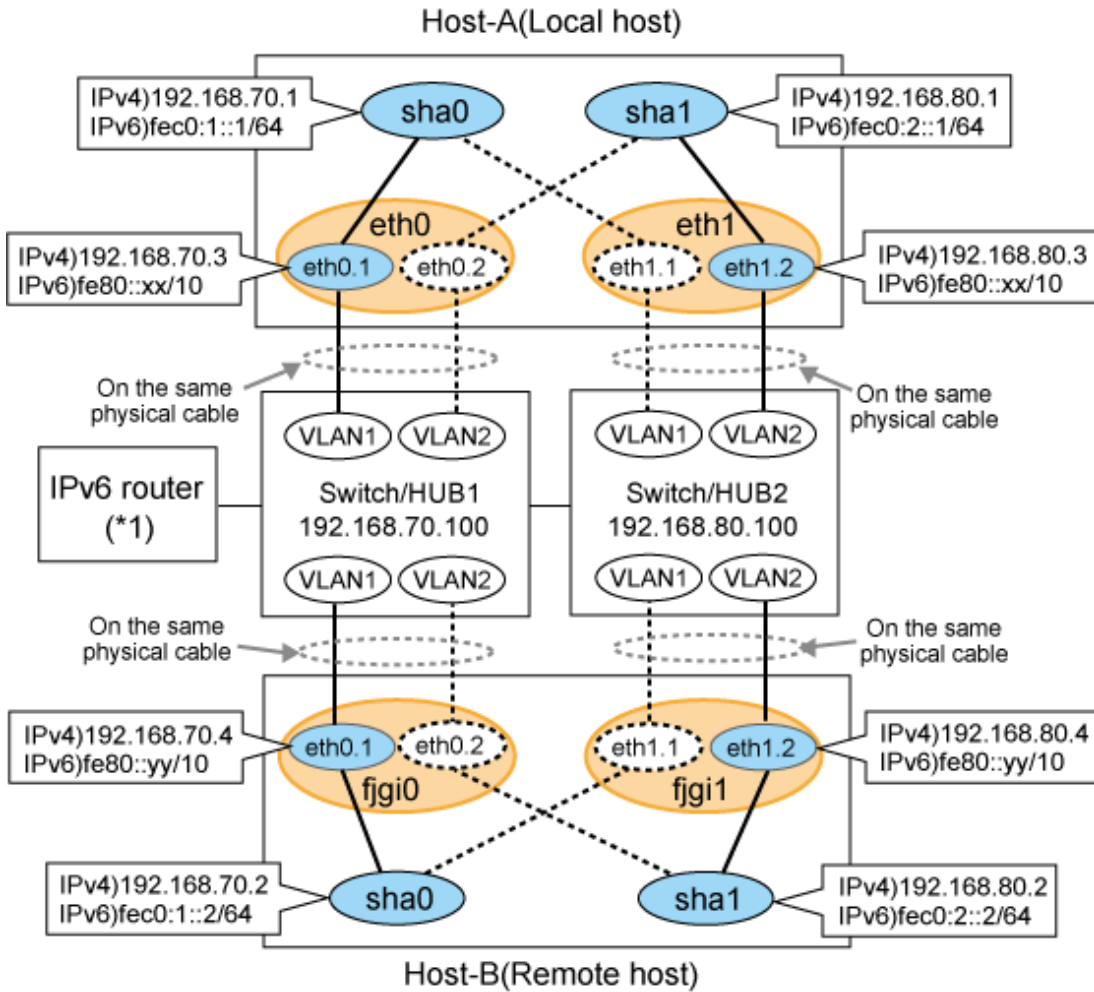 Host-A(Local host)
IPv4)192.168.70.1
IPv6)fec0:1::1/64
sha0
sha1
IPv4)192.168.80.1
IPv6)fec0:2::1/64
eth0
eth1
IPv4)192.168.70.3
IPv6)fe80::xx/10
eth0.1
eth0.2
eth1.1
eth1.2
IPv4)192.168.80.3
IPv6)fe80::xx/10
On the same
physical cable
On the same
physical cable
VLAN1
VLAN2
VLAN1
VLAN2
IPv6 router
(*1)
Switch/HUB1
192.168.70.100
Switch/HUB2
192.168.80.100
VLAN1
VLAN2
VLAN1
VLAN2
On the same
physical cable
On the same
physical cable
IPv4)192.168.70.4
IPv6)fe80::yy/10
eth0.1
eth0.2
eth1.1
eth1.2
IPv4)192.168.80.4
IPv6)fe80::yy/10
fjgi0
fjgi1
IPv4)192.168.70.2
IPv6)fec0:1::2/64
sha0
sha1
IPv4)192.168.80.2
IPv6)fec0:2::2/64
Host-B(Remote host)